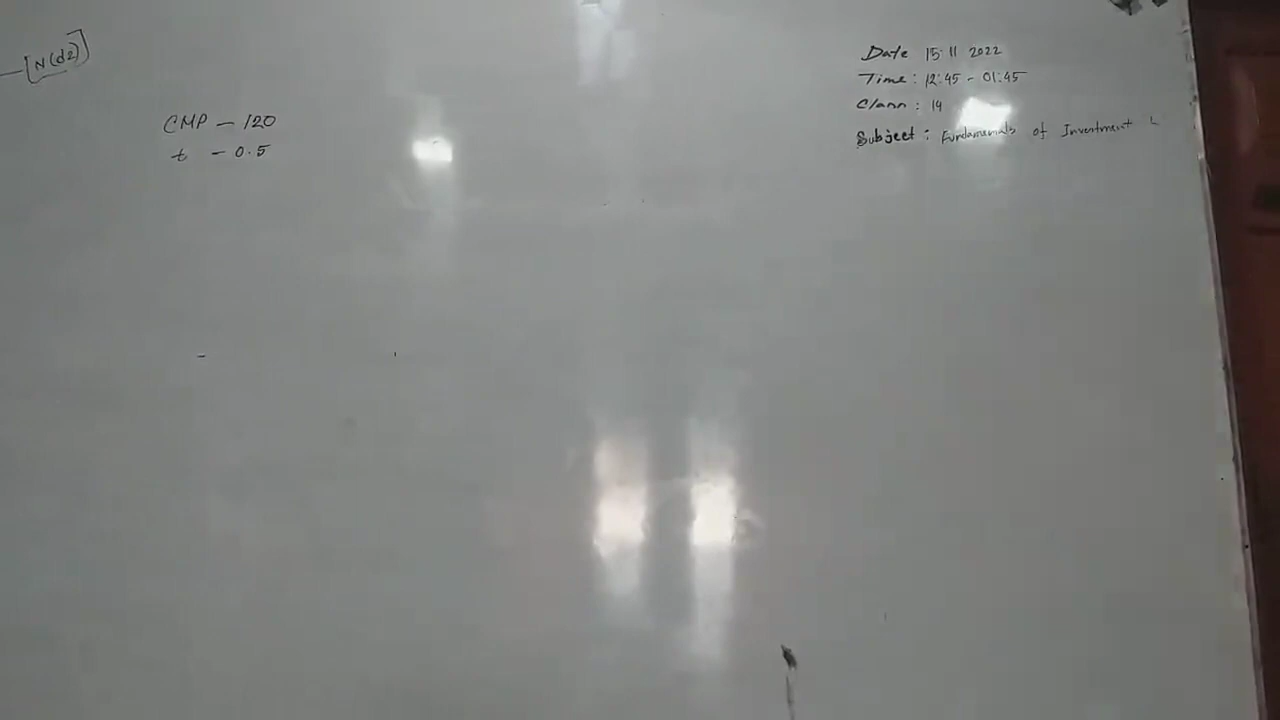 – [N(d2)]
CMP – 120
t – 0.5
Date 15·11 2022
Time: 12:45 - 01:45
Class: 14
Subject: Fundamentals of Investment